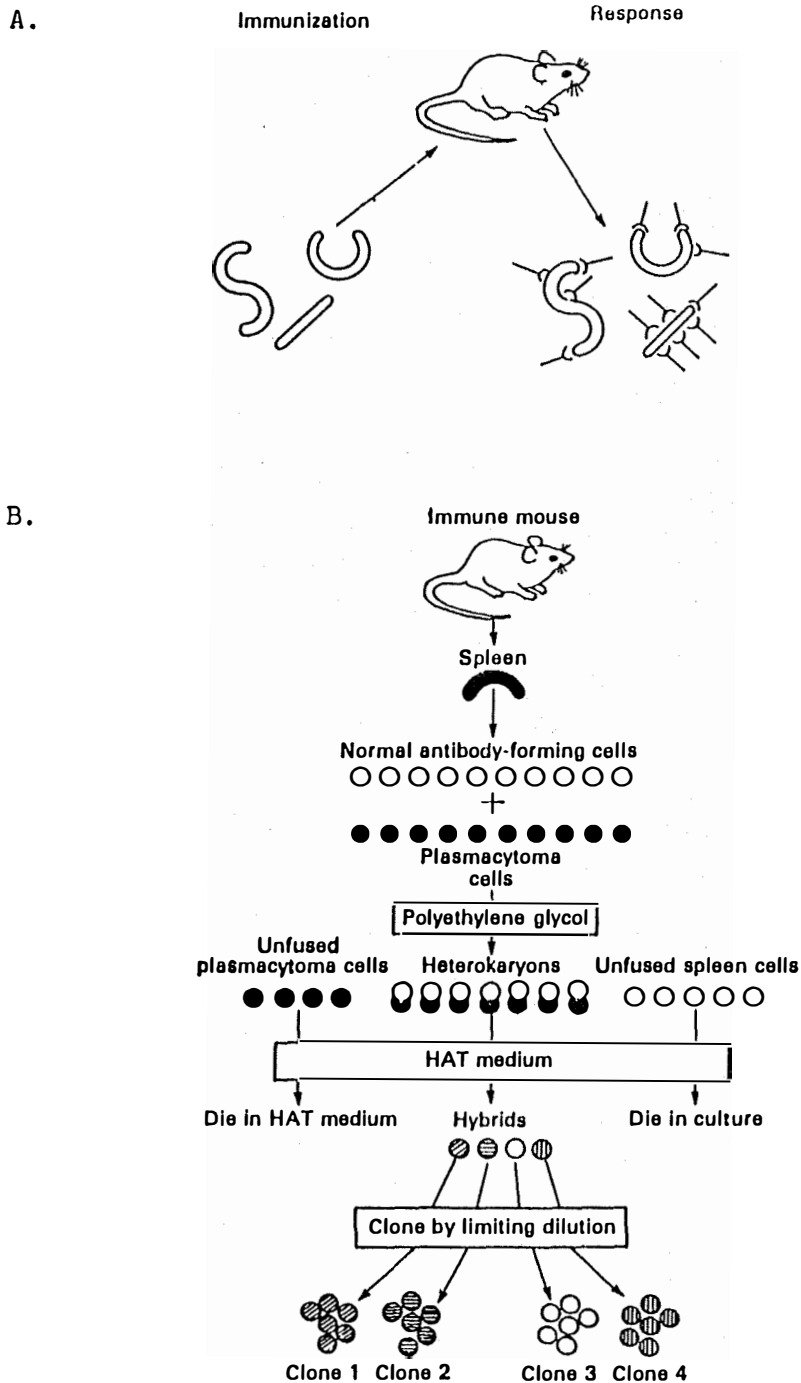 A.
Immunization
Response
B.
Immune mouse
Spleen
Normal antibody-forming cells
+
Plasmacytoma
cells
Polyethylene glycol
Unfused
plasmacytoma cells
Heterokaryons
Unfused spleen cells
HAT medium
Die in HAT medium
Hybrids
Die in culture
Clone by limiting dilution
Clone 1
Clone 2
Clone 3
Clone 4